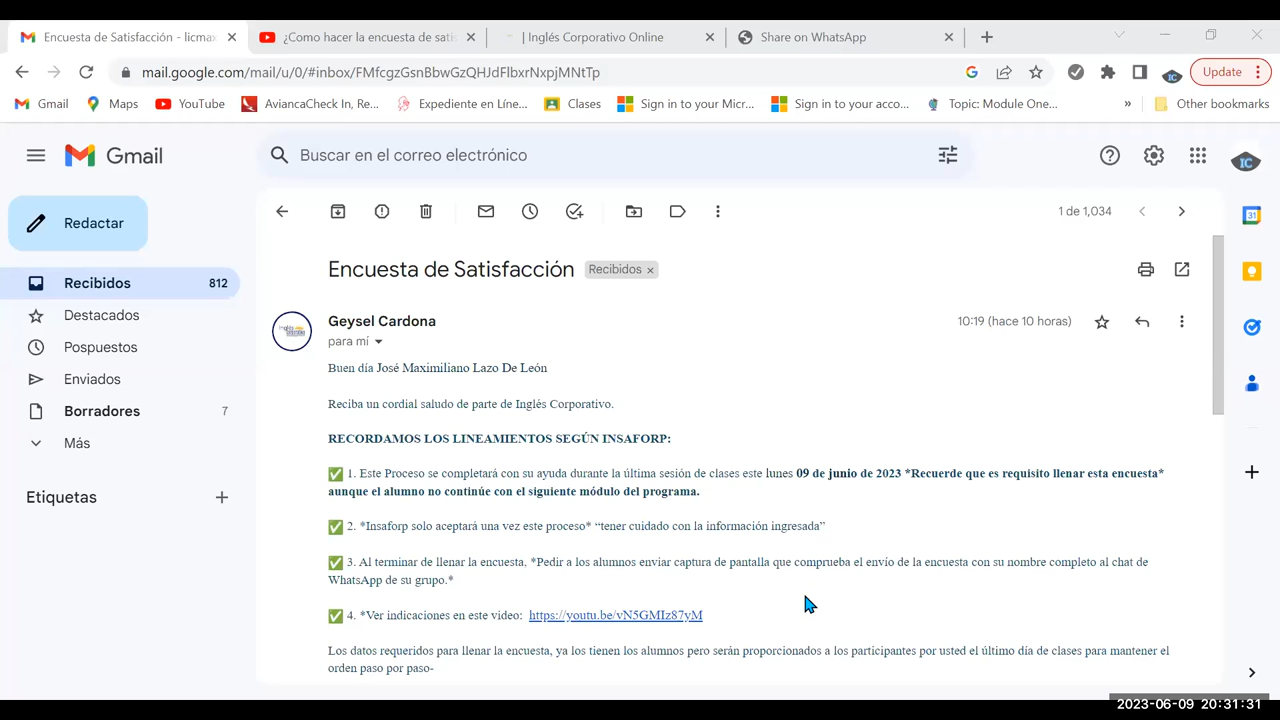 Encuesta de Satisfacción - licmax
¿Como hacer la encuesta de satis
| Inglés Corporativo Online
Share on WhatsApp
mail.google.com/mail/u/0/#inbox/FMfcgzGsnBbwGzQHJdFlbxrNxpjMNtTp
Update
Gmail
Maps
YouTube
AviancaCheck In, Re...
Expediente en Líne...
Clases
Sign in to your Micr...
Sign in to your acco...
Topic: Module One...
»
Other bookmarks
Gmail
Buscar en el correo electrónico
IC
Redactar
1 de 1,034
31
Recibidos 812
Destacados
Pospuestos
Enviados
Borradores 7
Más
Etiquetas
Encuesta de Satisfacción Recibidos ×
Geysel Cardona 10:19 (hace 10 horas)
para mí
Buen día José Maximiliano Lazo De León
Reciba un cordial saludo de parte de Inglés Corporativo.
RECORDAMOS LOS LINEAMIENTOS SEGÚN INSAFORP:
✅ 1. Este Proceso se completará con su ayuda durante la última sesión de clases este lunes 09 de junio de 2023 *Recuerde que es requisito llenar esta encuesta*
aunque el alumno no continúe con el siguiente módulo del programa.
✅ 2. *Insaforp solo aceptará una vez este proceso* “tener cuidado con la información ingresada”
✅ 3. Al terminar de llenar la encuesta. *Pedir a los alumnos enviar captura de pantalla que comprueba el envío de la encuesta con su nombre completo al chat de
WhatsApp de su grupo.*
✅ 4. *Ver indicaciones en este video: https://youtu.be/vN5GMIz87yM
Los datos requeridos para llenar la encuesta, ya los tienen los alumnos pero serán proporcionados a los participantes por usted el último día de clases para mantener el
orden paso por paso-
2023-06-09 20:31:31